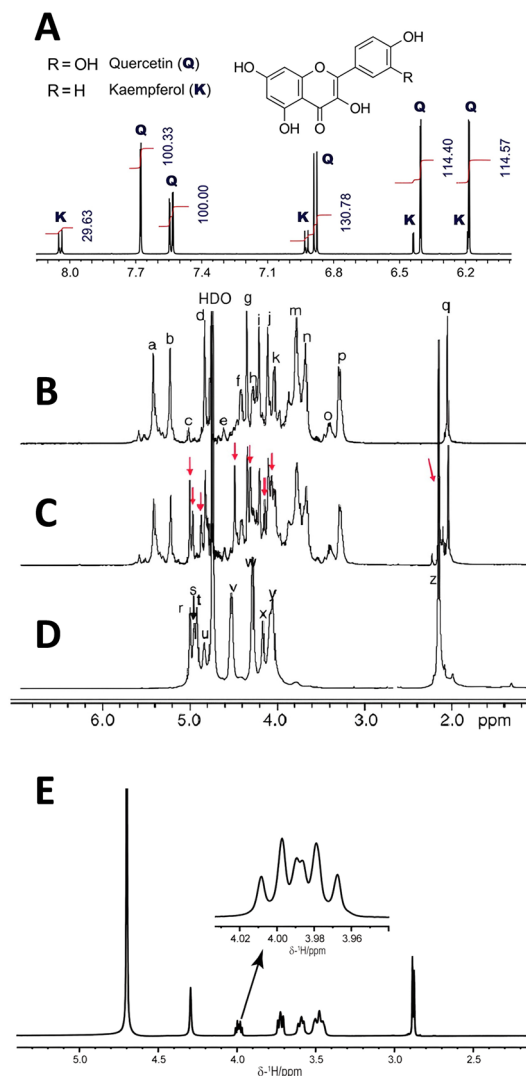 A
R = OH Quercetin (Q)
R = H Kaempferol (K)
OH
HO
O
R
OH
OH
O
Q
Q
Q
Q
Q
K
K
K
K
29.63
100.33
100.00
130.78
114.40
114.57
8.0
7.7
7.4
7.1
6.8
6.5
6.2
HDO
a
b
c
d
e
f
g
h
i
j
k
m
n
o
p
q
B
C
D
r
s
t
u
v
w
x
y
z
6.0
5.0
4.0
3.0
2.0
ppm
E
4.02
4.00
3.98
3.96
δ-¹H/ppm
5.0
4.5
4.0
3.5
3.0
2.5
δ-¹H/ppm